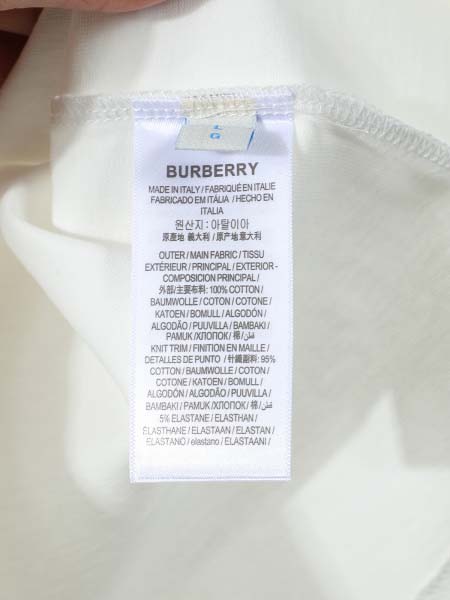 L
G
BURBERRY
MADE IN ITALY / FABRIQUÉ EN ITALIE
FABRICADO EM ITÁLIA / HECHO EN
ITALIA
원산지: 아탈이아
原産地 義大利 / 原产地 意大利
OUTER / MAIN FABRIC / TISSU
EXTÉRIEUR / PRINCIPAL / EXTERIOR -
COMPOSICION PRINCIPAL /
外部/主要布料: 100% COTTON /
BAUMWOLLE / COTON / COTONE /
KATOEN / BOMULL / ALGODÓN /
ALGODÃO / PUUVILLA / BAMBAKI /
PAMUK / ХЛОПОК / 棉 / قطن /
KNIT TRIM / FINITION EN MAILLE /
DETALLES DE PUNTO / 針織副料: 95%
COTTON / BAUMWOLLE / COTON /
COTONE / KATOEN / BOMULL /
ALGODÓN / ALGODÃO / PUUVILLA /
BAMBAKI / PAMUK / ХЛОПОК / 棉 / قطن /
5% ELASTANE / ELASTHAN /
ÉLASTHANE / ELASTAAN / ELASTAN /
ELASTANO / elastano / ELASTAANI /